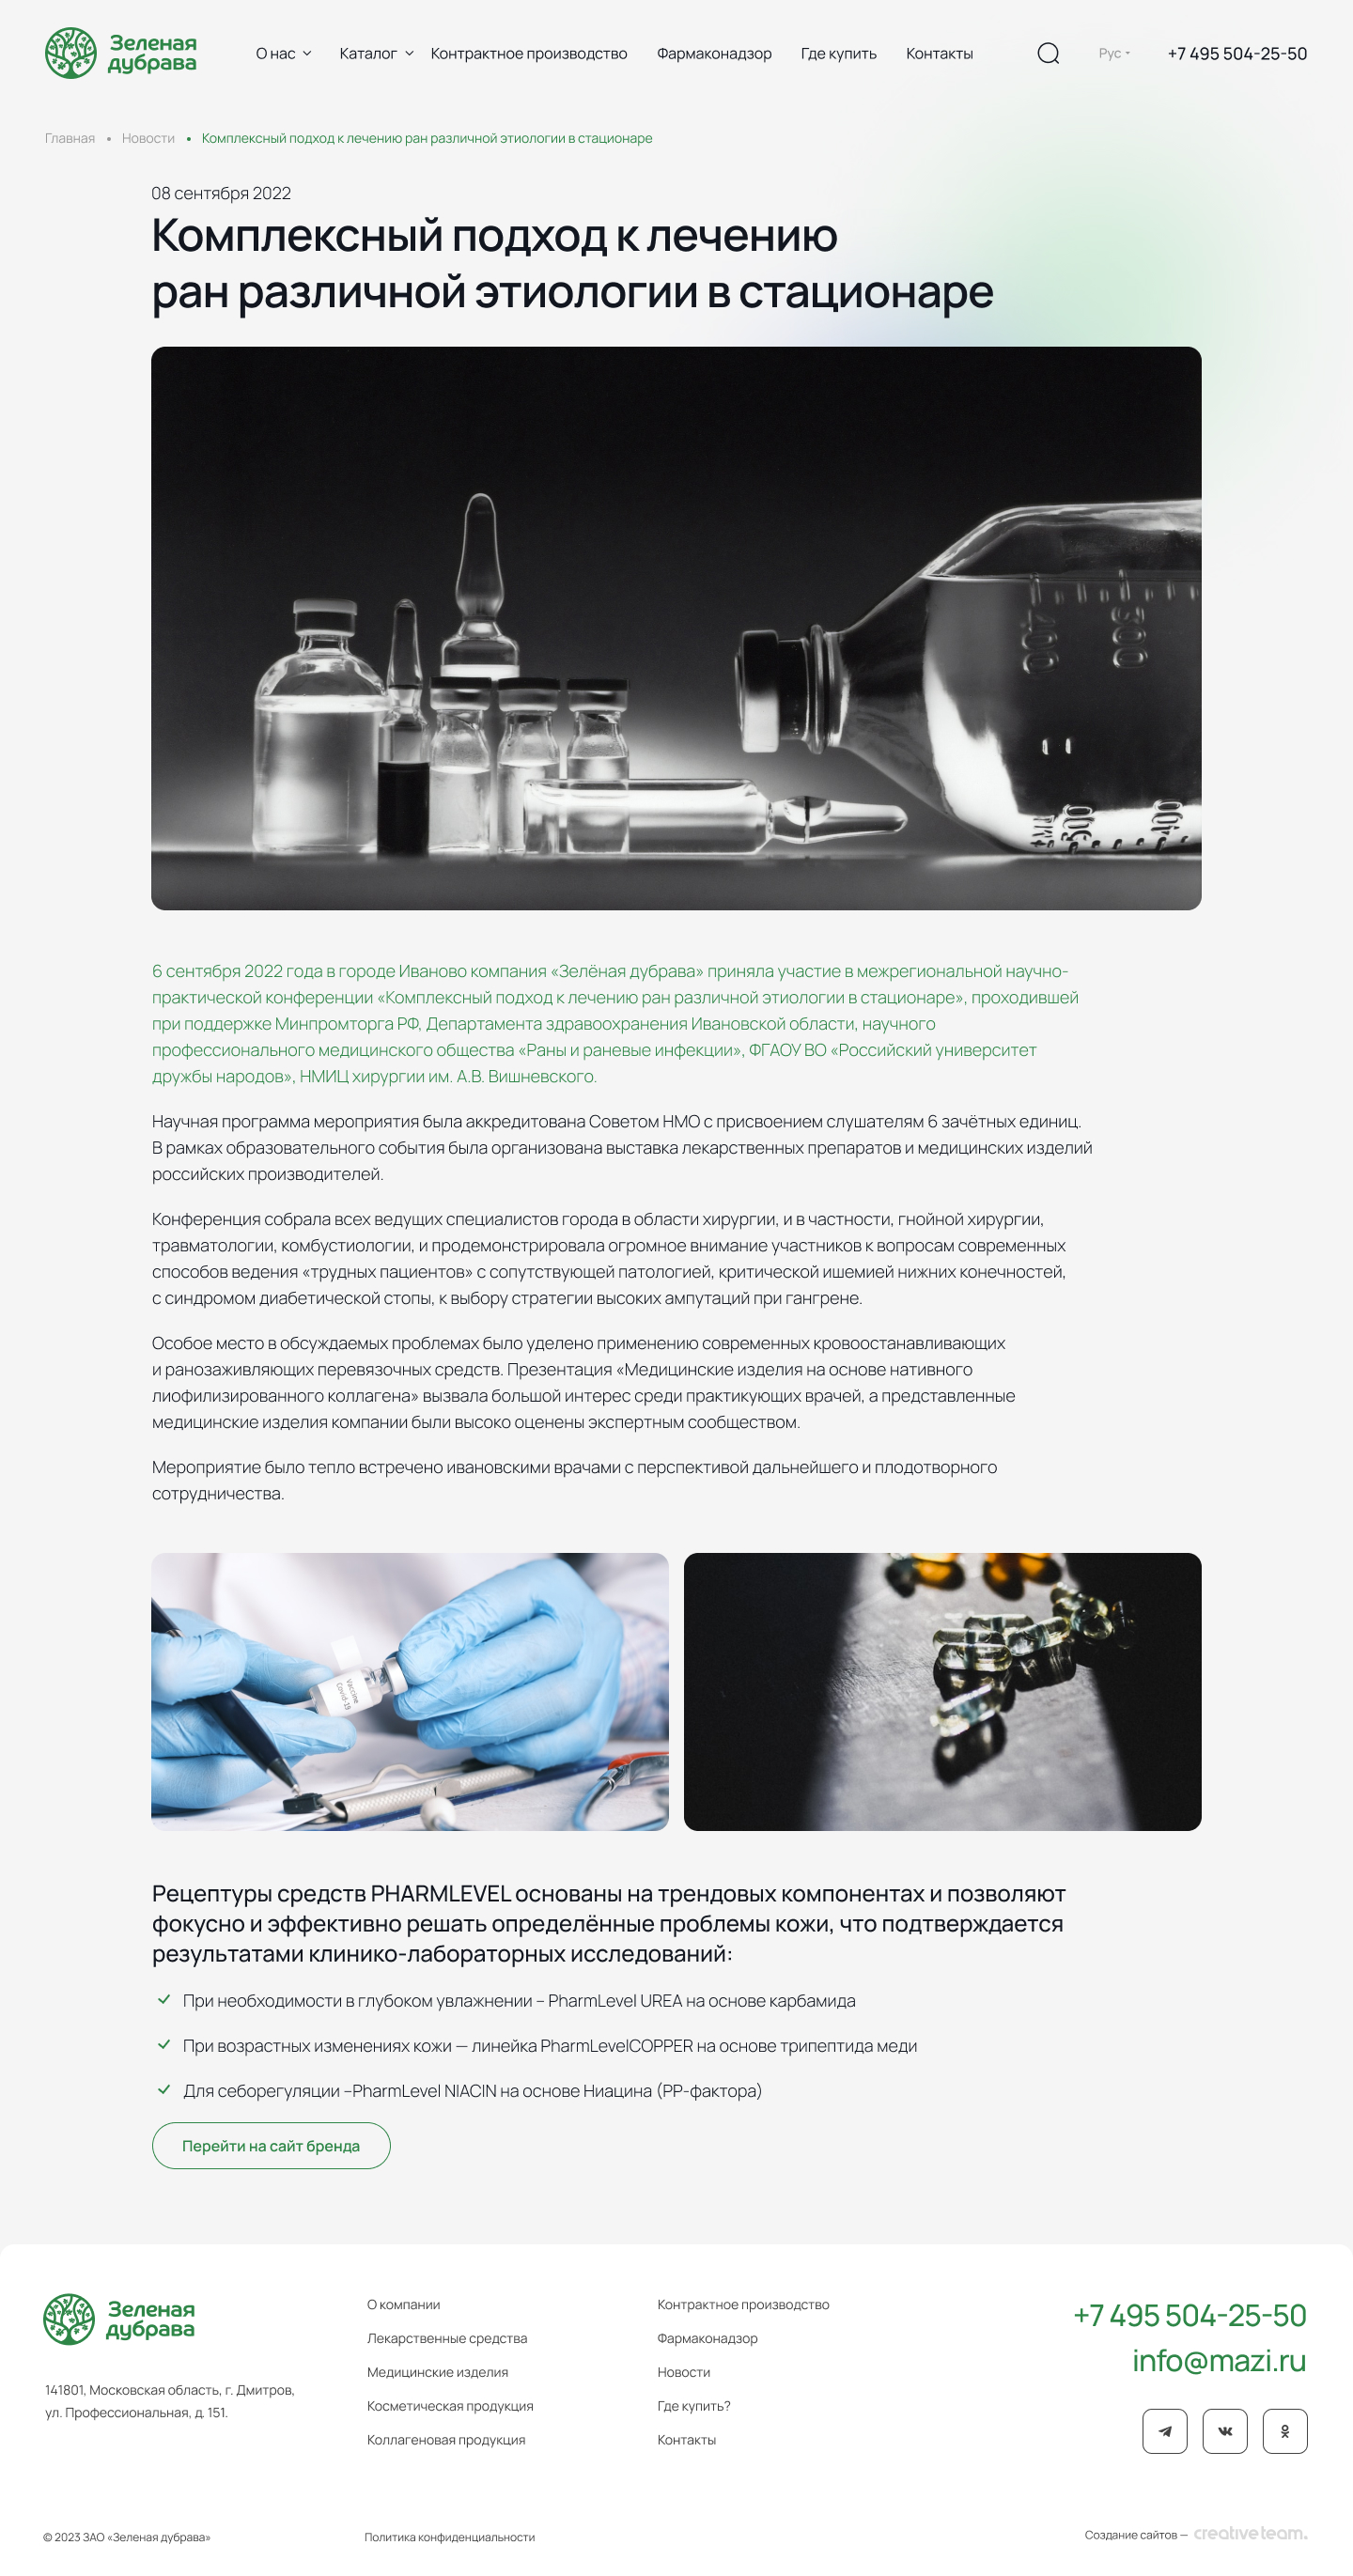 Зеленая
дубрава
О нас
Каталог
Контрактное производство
Фармаконадзор
Где купить
Контакты
Рус
+7 495 504-25-50
Главная • Новости • Комплексный подход к лечению ран различной этиологии в стационаре
08 сентября 2022
Комплексный подход к лечению
ран различной этиологии в стационаре
400
300
500
400
6 сентября 2022 года в городе Иваново компания «Зелёная дубрава» приняла участие в межрегиональной научно-
практической конференции «Комплексный подход к лечению ран различной этиологии в стационаре», проходившей
при поддержке Минпромторга РФ, Департамента здравоохранения Ивановской области, научного
профессионального медицинского общества «Раны и раневые инфекции», ФГАОУ ВО «Российский университет
дружбы народов», НМИЦ хирургии им. А.В. Вишневского.
Научная программа мероприятия была аккредитована Советом НМО с присвоением слушателям 6 зачётных единиц.
В рамках образовательного события была организована выставка лекарственных препаратов и медицинских изделий
российских производителей.
Конференция собрала всех ведущих специалистов города в области хирургии, и в частности, гнойной хирургии,
травматологии, комбустиологии, и продемонстрировала огромное внимание участников к вопросам современных
способов ведения «трудных пациентов» с сопутствующей патологией, критической ишемией нижних конечностей,
с синдромом диабетической стопы, к выбору стратегии высоких ампутаций при гангрене.
Особое место в обсуждаемых проблемах было уделено применению современных кровоостанавливающих
и ранозаживляющих перевязочных средств. Презентация «Медицинские изделия на основе нативного
лиофилизированного коллагена» вызвала большой интерес среди практикующих врачей, а представленные
медицинские изделия компании были высоко оценены экспертным сообществом.
Мероприятие было тепло встречено ивановскими врачами с перспективой дальнейшего и плодотворного
сотрудничества.
Vaccine
Covid-19
Рецептуры средств PHARMLEVEL основаны на трендовых компонентах и позволяют
фокусно и эффективно решать определённые проблемы кожи, что подтверждается
результатами клинико-лабораторных исследований:
При необходимости в глубоком увлажнении – PharmLevel UREA на основе карбамида
При возрастных изменениях кожи — линейка PharmLevelCOPPER на основе трипептида меди
Для себорегуляции –PharmLevel NIACIN на основе Ниацина (PP-фактора)
Перейти на сайт бренда
Зеленая
дубрава
141801, Московская область, г. Дмитров,
ул. Профессиональная, д. 151.
О компании
Лекарственные средства
Медицинские изделия
Косметическая продукция
Коллагеновая продукция
Контрактное производство
Фармаконадзор
Новости
Где купить?
Контакты
+7 495 504-25-50
info@mazi.ru
© 2023 ЗАО «Зеленая дубрава»
Политика конфиденциальности
Создание сайтов — creative team.